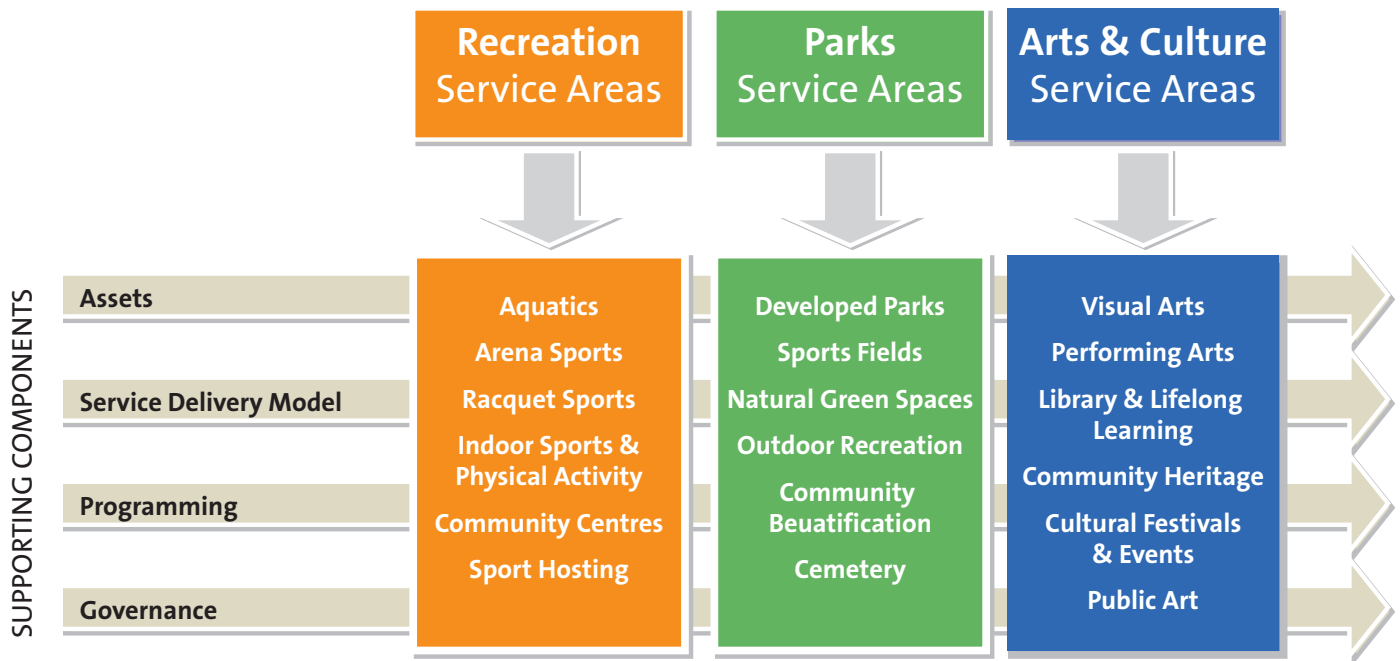 Recreation
Service Areas
Parks
Service Areas
Arts & Culture
Service Areas
SUPPORTING COMPONENTS
Assets
Service Delivery Model
Programming
Governance
Aquatics
Arena Sports
Racquet Sports
Indoor Sports &
Physical Activity
Community Centres
Sport Hosting
Developed Parks
Sports Fields
Natural Green Spaces
Outdoor Recreation
Community
Beuatification
Cemetery
Visual Arts
Performing Arts
Library & Lifelong
Learning
Community Heritage
Cultural Festivals
& Events
Public Art